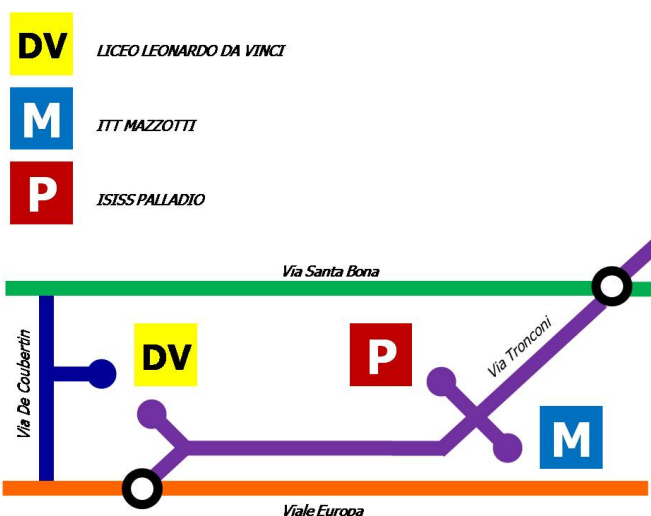 DV LICEO LEONARDO DA VINCI
M ITT MAZZOTTI
P ISISS PALLADIO
Via Santa Bona
Via De Coubertin
DV
P
Via Tronconi
M
Viale Europa